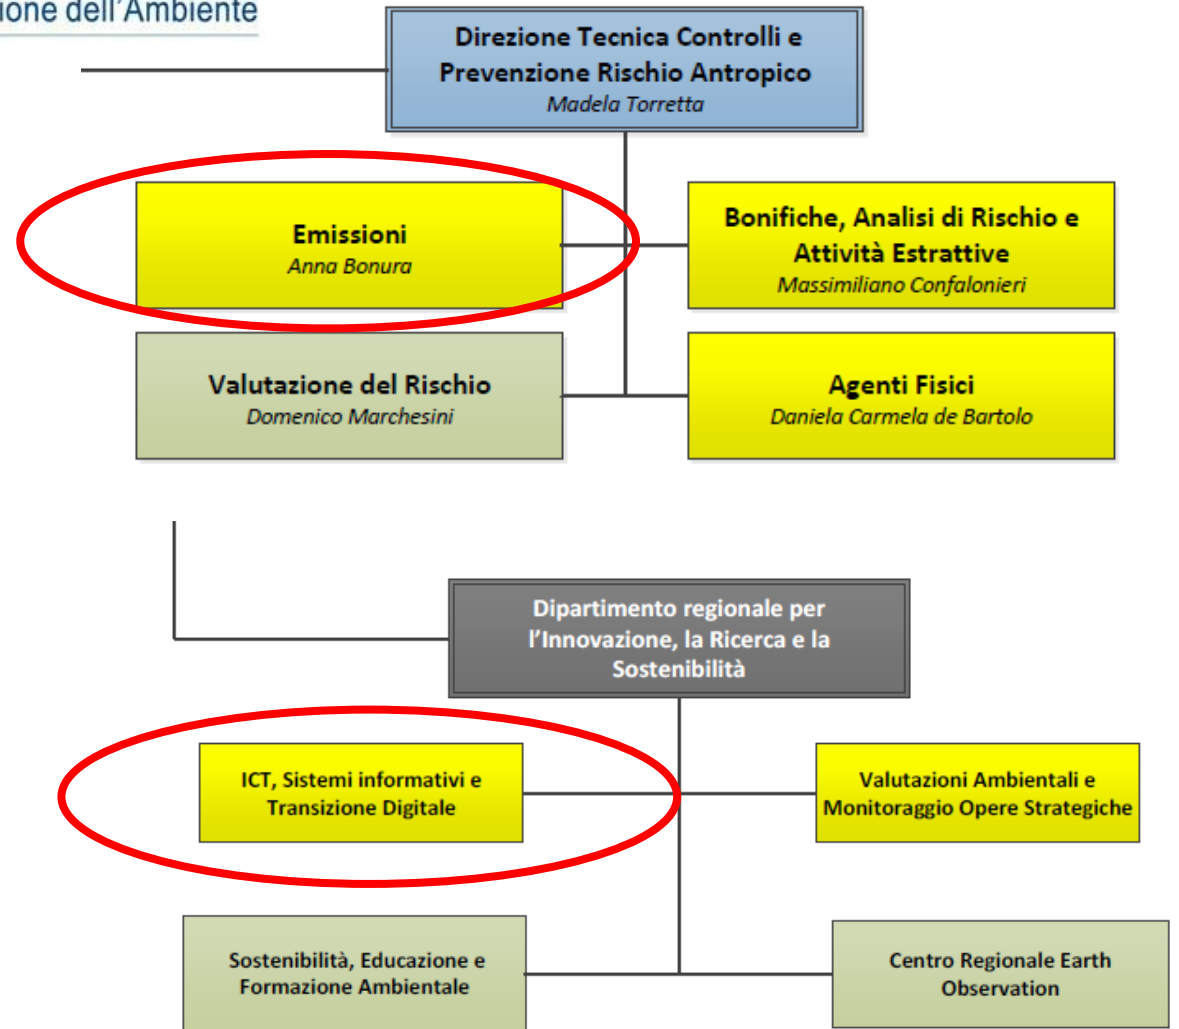 ione dell'Ambiente
Direzione Tecnica Controlli e
Prevenzione Rischio Antropico
Madela Torretta
Emissioni
Anna Bonura
Bonifiche, Analisi di Rischio e
Attività Estrattive
Massimiliano Confalonieri
Valutazione del Rischio
Domenico Marchesini
Agenti Fisici
Daniela Carmela de Bartolo
Dipartimento regionale per
l'Innovazione, la Ricerca e la
Sostenibilità
ICT, Sistemi informativi e
Transizione Digitale
Valutazioni Ambientali e
Monitoraggio Opere Strategiche
Sostenibilità, Educazione e
Formazione Ambientale
Centro Regionale Earth
Observation